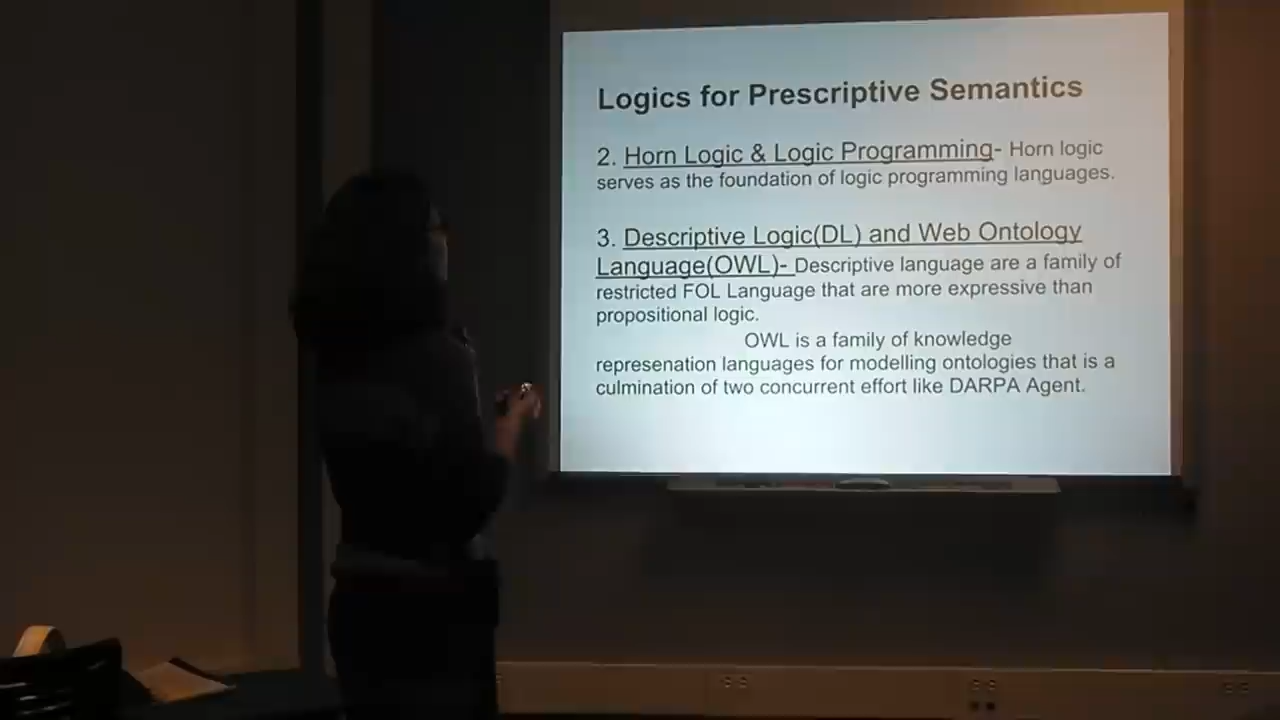 Logics for Prescriptive Semantics
2. Horn Logic & Logic Programming- Horn logic
serves as the foundation of logic programming languages.
3. Descriptive Logic(DL) and Web Ontology
Language(OWL)- Descriptive language are a family of
restricted FOL Language that are more expressive than
propositional logic.
OWL is a family of knowledge
represenation languages for modelling ontologies that is a
culmination of two concurrent effort like DARPA Agent.